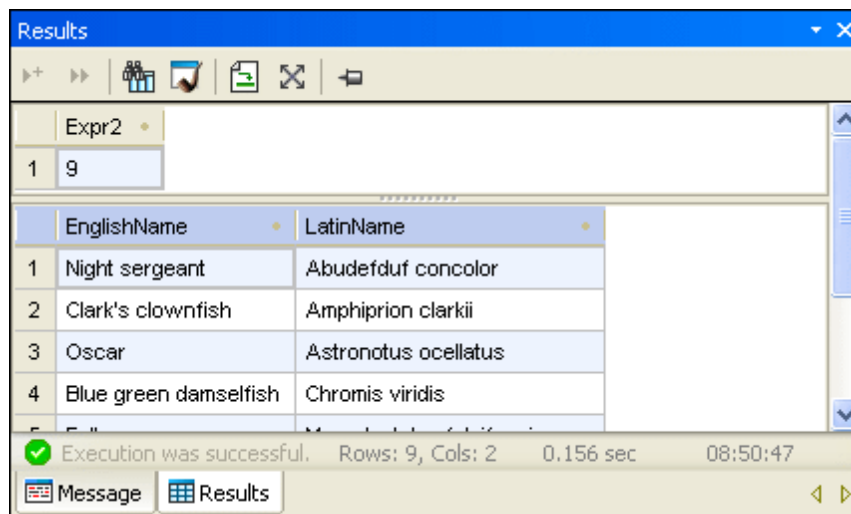 Results
Expr2
1 9
EnglishName LatinName
1 Night sergeant Abudefduf concolor
2 Clark's clownfish Amphiprion clarkii
3 Oscar Astronotus ocellatus
4 Blue green damselfish Chromis viridis
Execution was successful. Rows: 9, Cols: 2 0.156 sec 08:50:47
Message Results